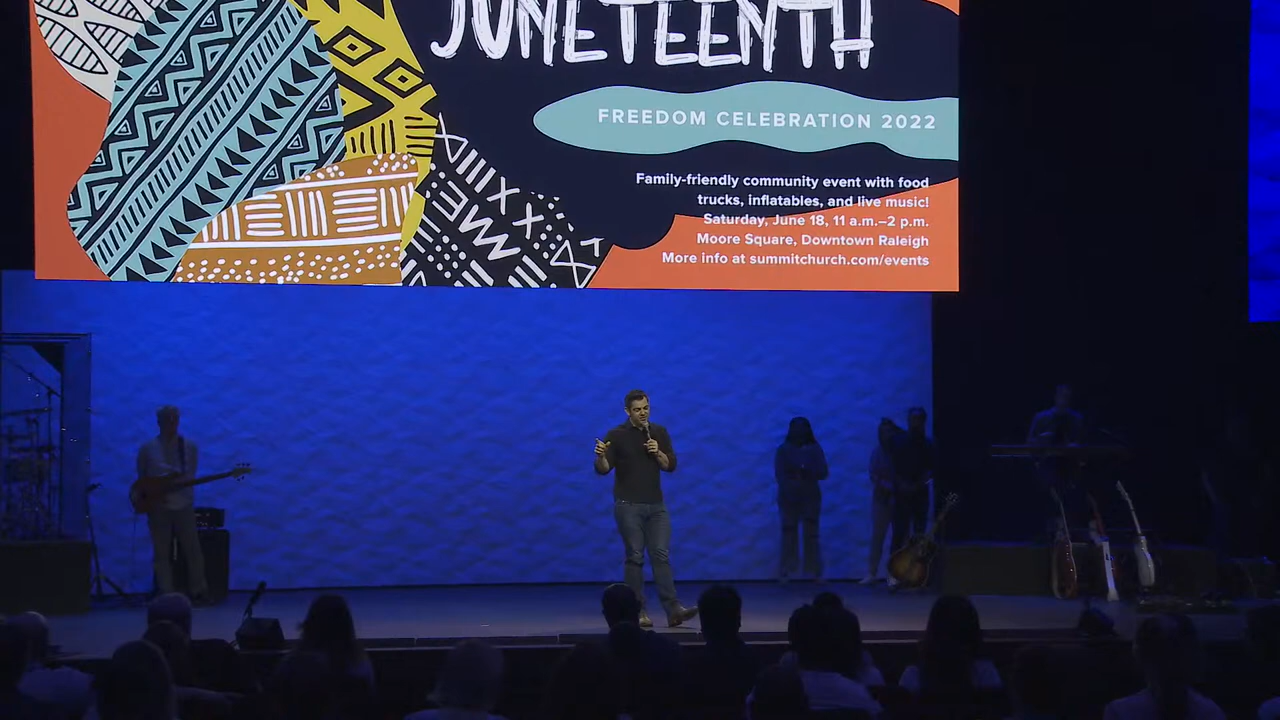 JUNETEENTH
FREEDOM CELEBRATION 2022
Family-friendly community event with food
trucks, inflatables, and live music!
Saturday, June 18, 11 a.m.–2 p.m.
Moore Square, Downtown Raleigh
More info at summitchurch.com/events